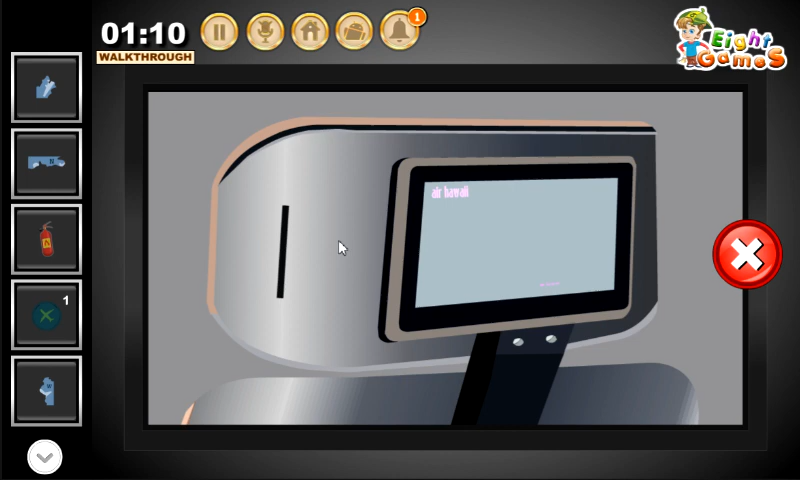 01:10
WALKTHROUGH
1
Eight
GameS
air hawaii
N
1